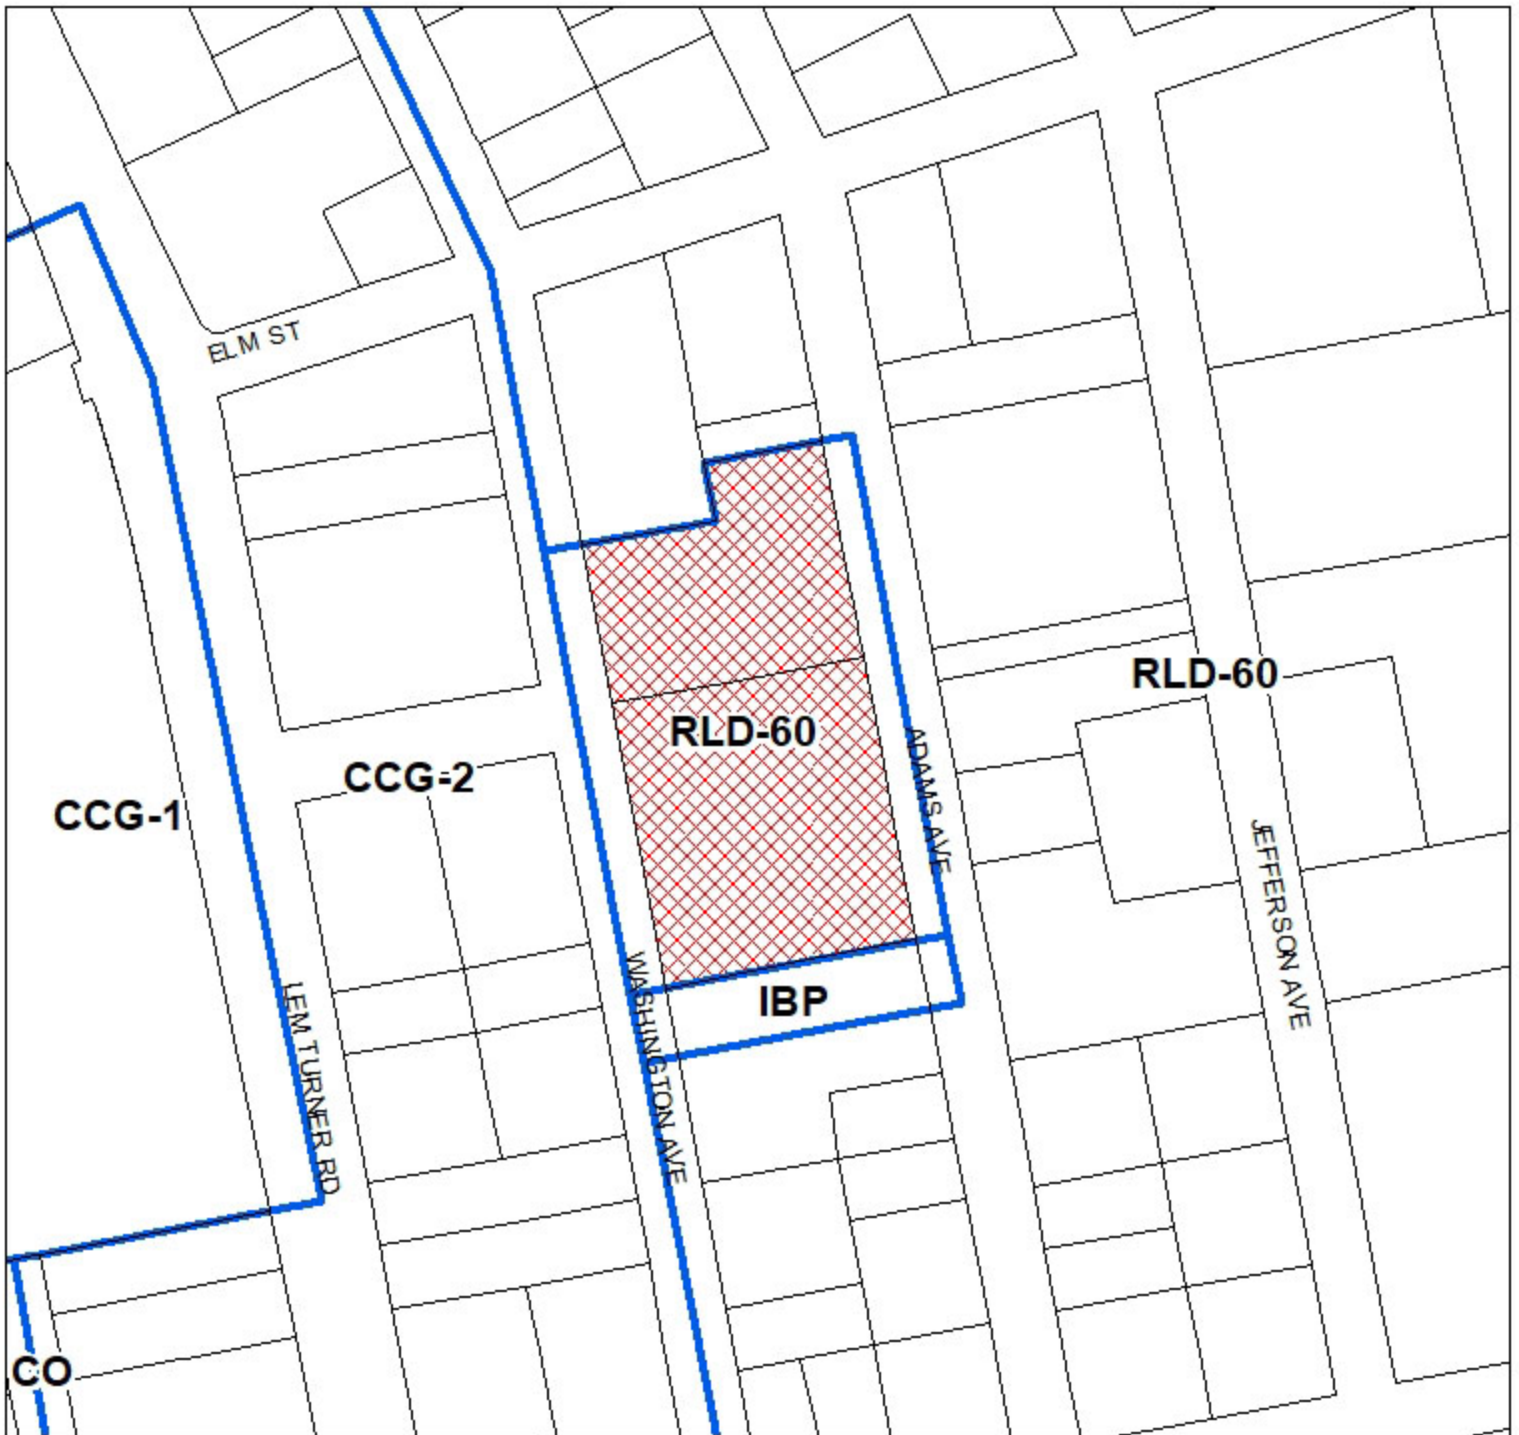 ELM ST
RLD-60
RLD-60
CCG-2
CCG-1
ADAMS AVE
JEFFERSON AVE
WASHINGTON AVE
IBP
LEM TURNER RD
CO